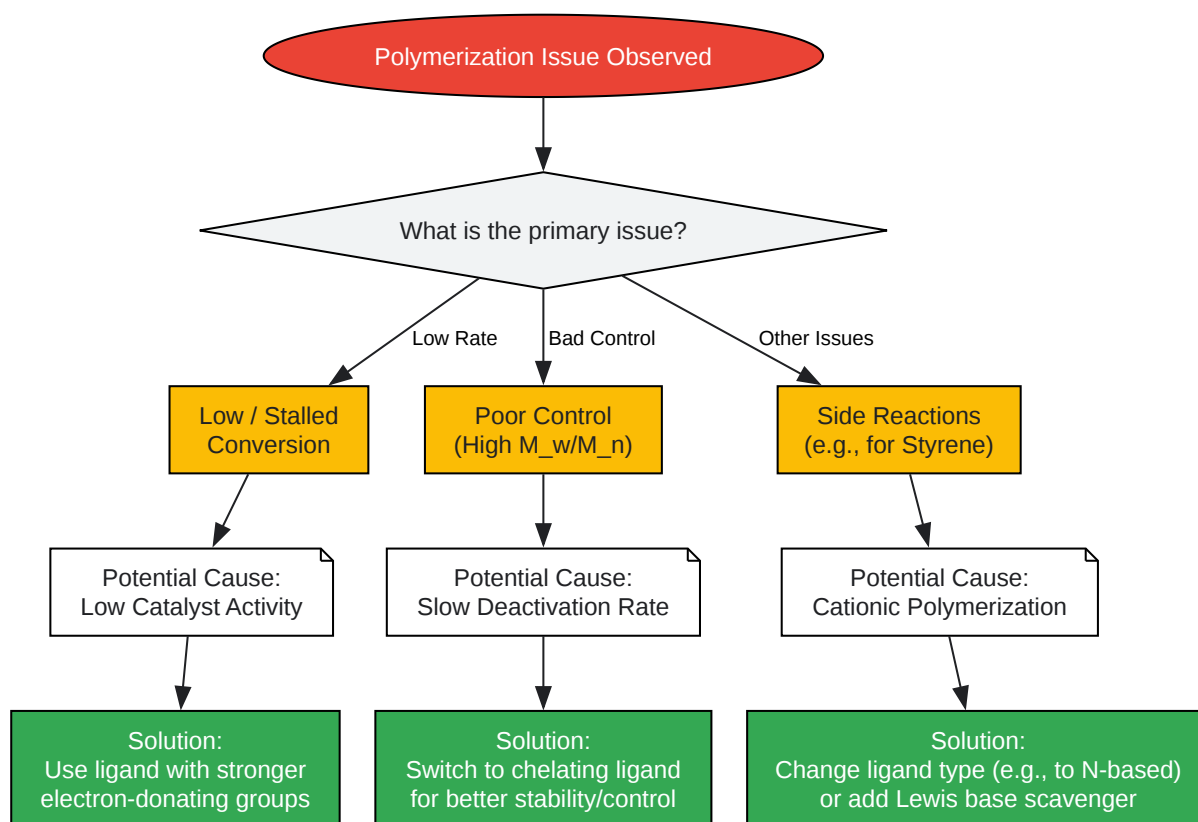 Polymerization Issue Observed
What is the primary issue?
Low Rate
Bad Control
Other Issues
Low / Stalled
Conversion
Poor Control
(High M_w/M_n)
Side Reactions
(e.g., for Styrene)
Potential Cause:
Low Catalyst Activity
Potential Cause:
Slow Deactivation Rate
Potential Cause:
Cationic Polymerization
Solution:
Use ligand with stronger
electron-donating groups
Solution:
Switch to chelating ligand
for better stability/control
Solution:
Change ligand type (e.g., to N-based)
or add Lewis base scavenger